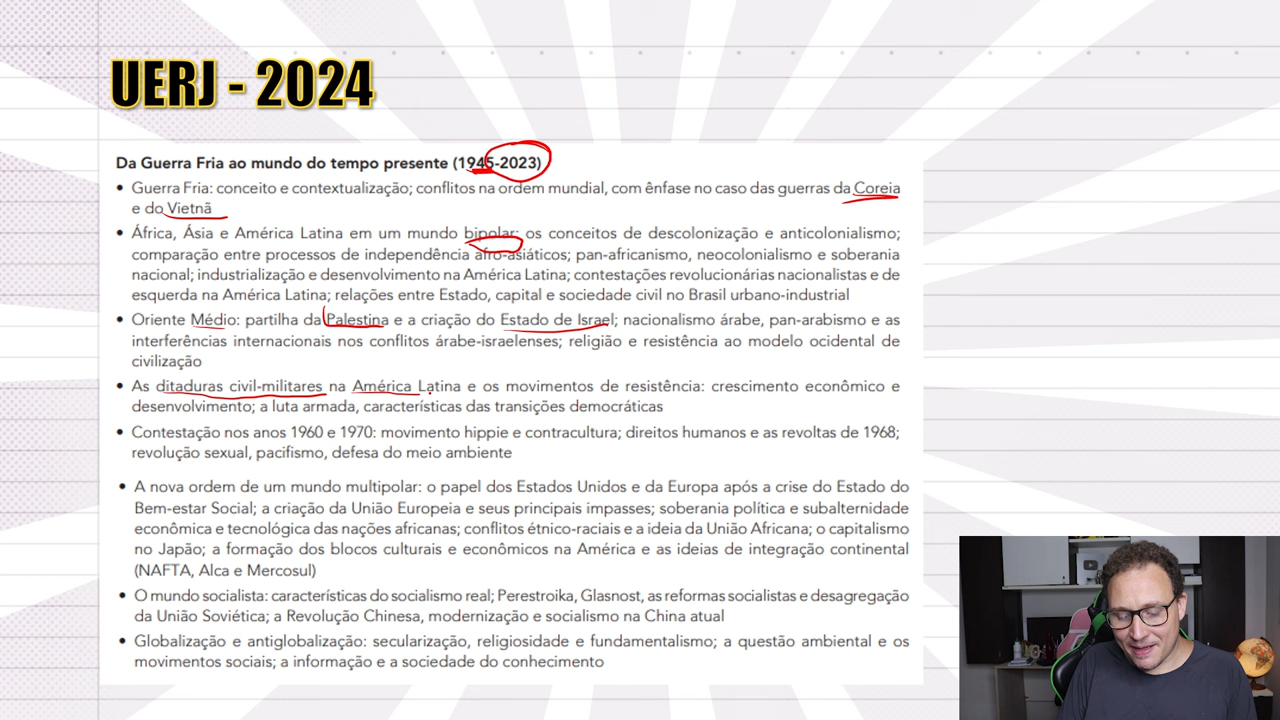 UERJ - 2024
Da Guerra Fria ao mundo do tempo presente (1945-2023)
• Guerra Fria: conceito e contextualização; conflitos na ordem mundial, com ênfase no caso das guerras da Coreia
e do Vietnã
• África, Ásia e América Latina em um mundo bipolar: os conceitos de descolonização e anticolonialismo;
comparação entre processos de independência afro-asiáticos; pan-africanismo, neocolonialismo e soberania
nacional; industrialização e desenvolvimento na América Latina; contestações revolucionárias nacionalistas e de
esquerda na América Latina; relações entre Estado, capital e sociedade civil no Brasil urbano-industrial
• Oriente Médio: partilha da Palestina e a criação do Estado de Israel; nacionalismo árabe, pan-arabismo e as
interferências internacionais nos conflitos árabe-israelenses; religião e resistência ao modelo ocidental de
civilização
• As ditaduras civil-militares na América Latina e os movimentos de resistência: crescimento econômico e
desenvolvimento; a luta armada, características das transições democráticas
• Contestação nos anos 1960 e 1970: movimento hippie e contracultura; direitos humanos e as revoltas de 1968;
revolução sexual, pacifismo, defesa do meio ambiente
• A nova ordem de um mundo multipolar: o papel dos Estados Unidos e da Europa após a crise do Estado do
Bem-estar Social; a criação da União Europeia e seus principais impasses; soberania política e subalternidade
econômica e tecnológica das nações africanas; conflitos étnico-raciais e a ideia da União Africana; o capitalismo
no Japão; a formação dos blocos culturais e econômicos na América e as ideias de integração continental
(NAFTA, Alca e Mercosul)
• O mundo socialista: características do socialismo real; Perestroika, Glasnost, as reformas socialistas e desagregação
da União Soviética; a Revolução Chinesa, modernização e socialismo na China atual
• Globalização e antiglobalização: secularização, religiosidade e fundamentalismo; a questão ambiental e os
movimentos sociais; a informação e a sociedade do conhecimento